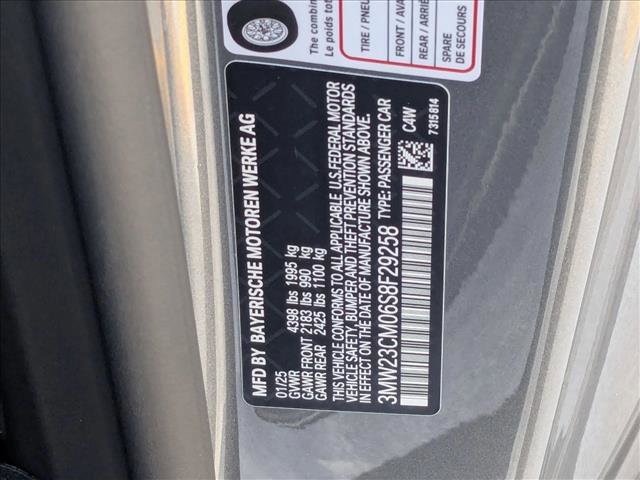 The combin
Le poids tot
TIRE / PNEU
FRONT / AVA
REAR / ARRIÈ
SPARE
DE SECOURS
MFD BY BAYERISCHE MOTOREN WERKE AG
01/25
GVWR 4398 lbs 1995 kg
GAWR FRONT 2183 lbs 990 kg
GAWR REAR 2425 lbs 1100 kg
THIS VEHICLE CONFORMS TO ALL APPLICABLE U.S. FEDERAL MOTOR
VEHICLE SAFETY, BUMPER AND THEFT PREVENTION STANDARDS
IN EFFECT ON THE DATE OF MANUFACTURE SHOWN ABOVE.
3MW23CM06S8F29258 TYPE: PASSENGER CAR
C4W
7315814